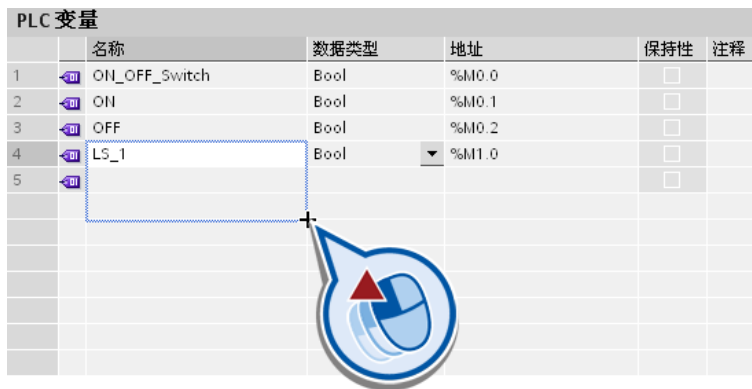 PLC 变量
名称 数据类型 地址 保持性 注释
1 ON_OFF_Switch Bool %M0.0
2 ON Bool %M0.1
3 OFF Bool %M0.2
4 LS_1 Bool %M1.0
5